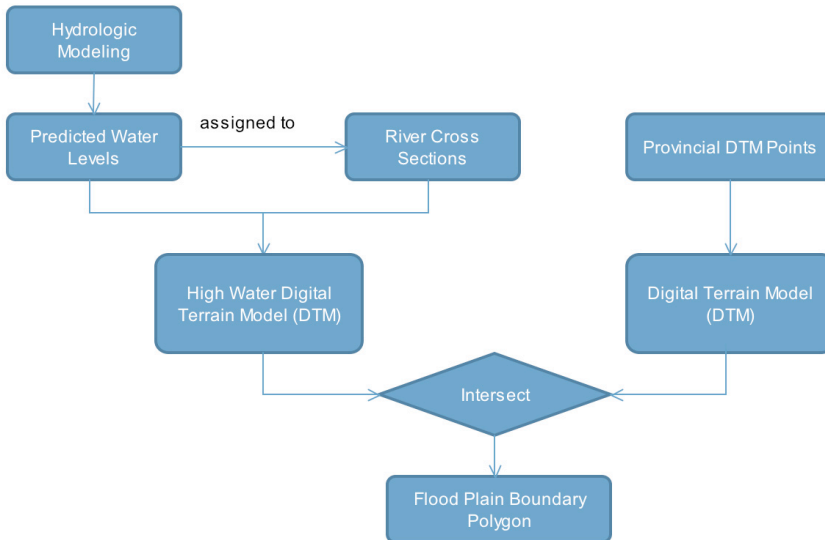 Hydrologic
Modeling
Predicted Water
Levels
assigned to
River Cross
Sections
Provincial DTM Points
High Water Digital
Terrain Model (DTM)
Digital Terrain Model
(DTM)
Intersect
Flood Plain Boundary
Polygon